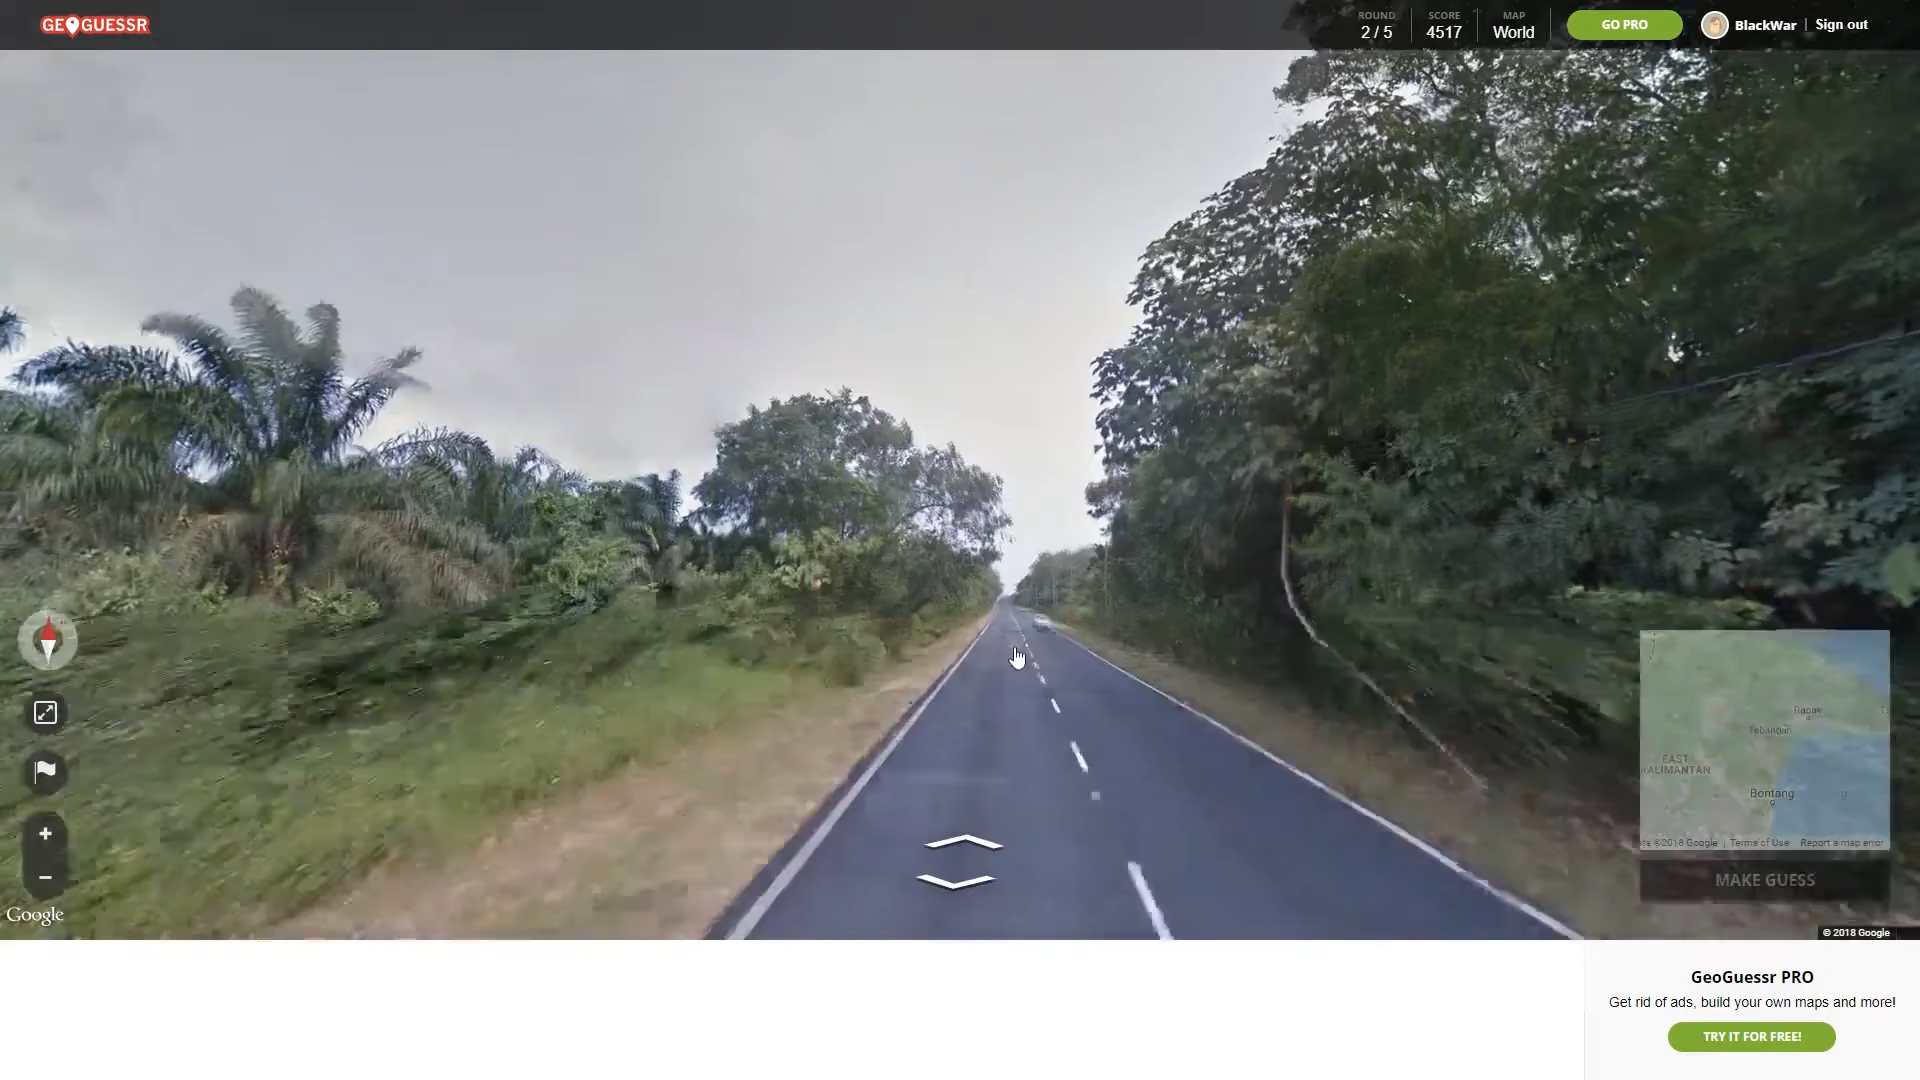 GEOGUESSR
ROUND
2 / 5
SCORE
4517
MAP
World
GO PRO
BlackWar
Sign out
Rapak
Tebangan
EAST
KALIMANTAN
Bontang
©2018 Google
Terms of Use
Report a map error
MAKE GUESS
Google
© 2018 Google
GeoGuessr PRO
Get rid of ads, build your own maps and more!
TRY IT FOR FREE!